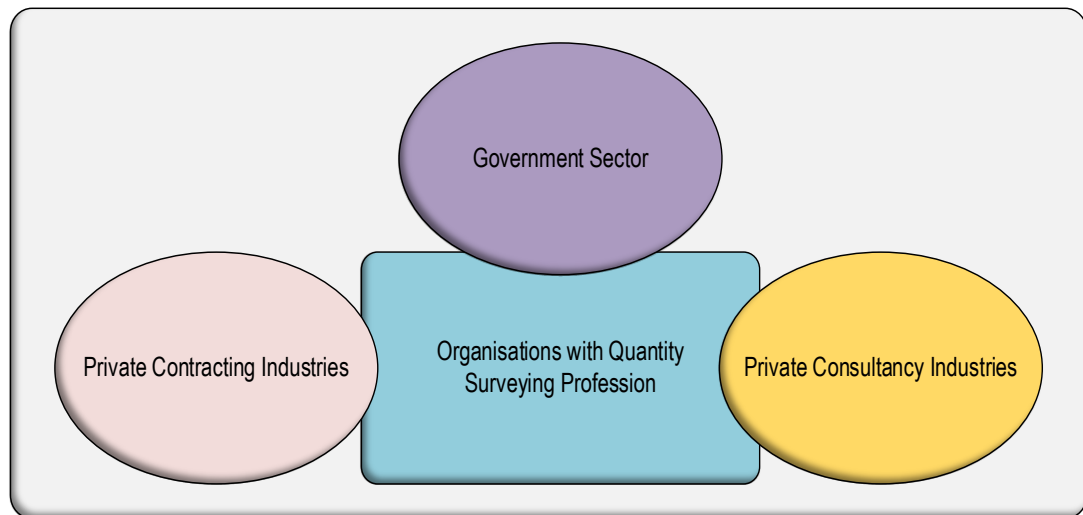 Government Sector
Private Contracting Industries
Organisations with Quantity
Surveying Profession
Private Consultancy Industries